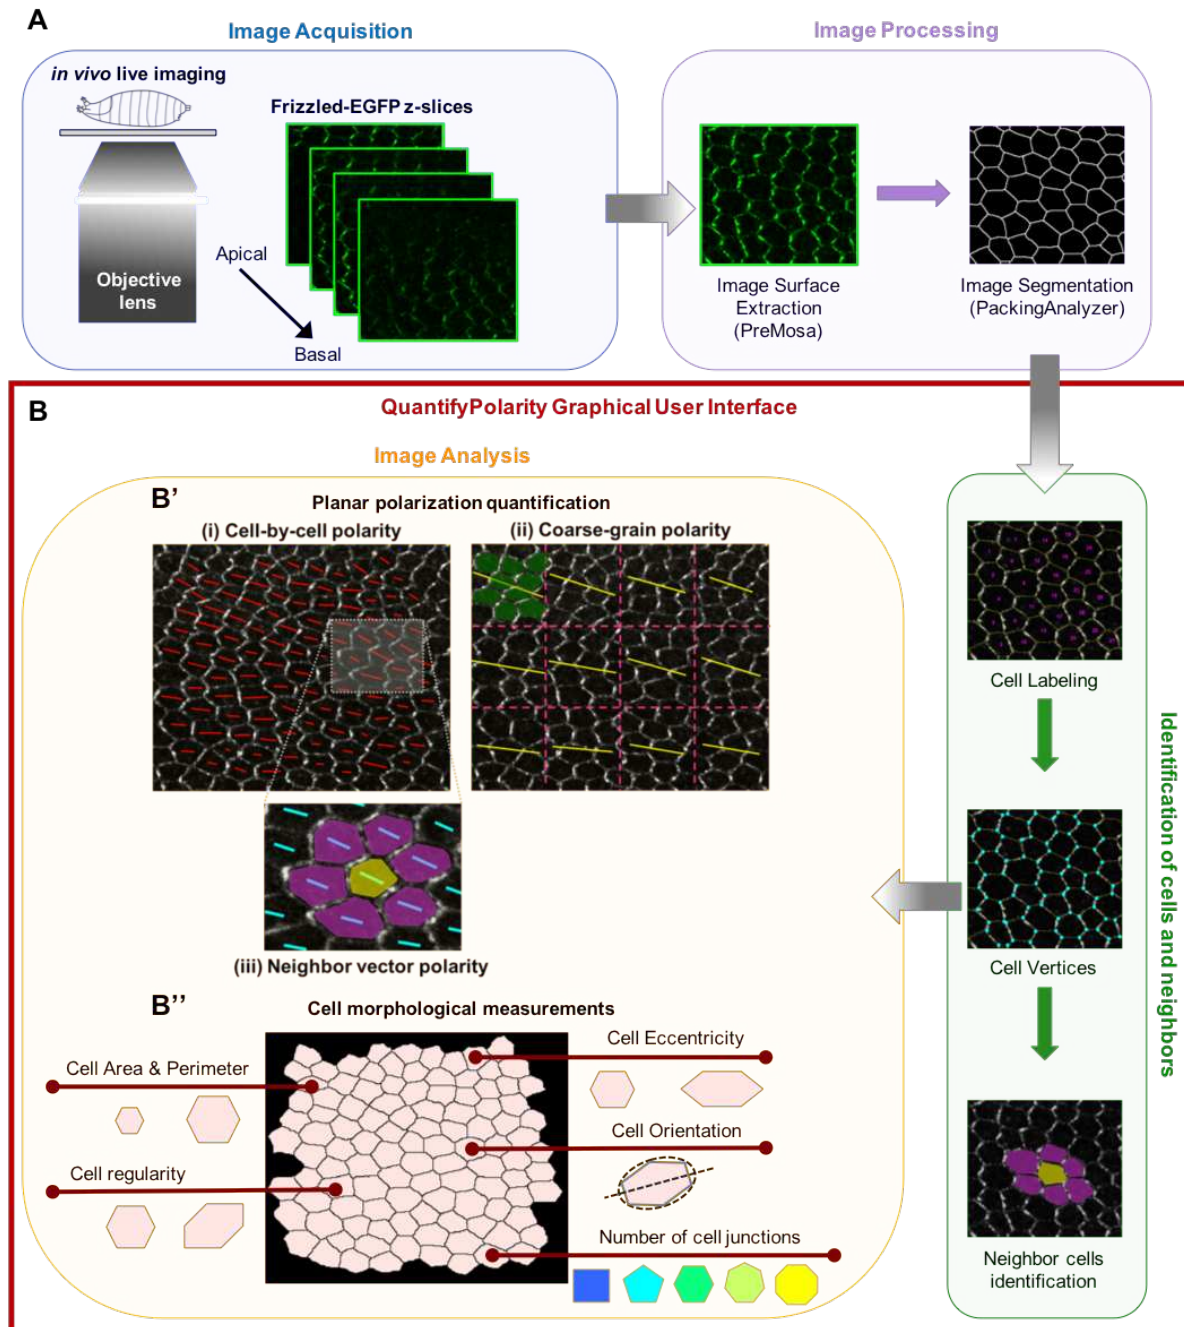 A
Image Acquisition
Image Processing
in vivo live imaging
Frizzled-EGFP z-slices
Objective
lens
Apical
Basal
Image Surface
Extraction
(PreMosa)
Image Segmentation
(PackingAnalyzer)
B
QuantifyPolarity Graphical User Interface
Image Analysis
B’
Planar polarization quantification
(i) Cell-by-cell polarity
(ii) Coarse-grain polarity
(iii) Neighbor vector polarity
B’’
Cell morphological measurements
Cell Area & Perimeter
Cell regularity
Cell Eccentricity
Cell Orientation
Number of cell junctions
Cell Labeling
Cell Vertices
Neighbor cells
identification
Identification of cells and neighbors